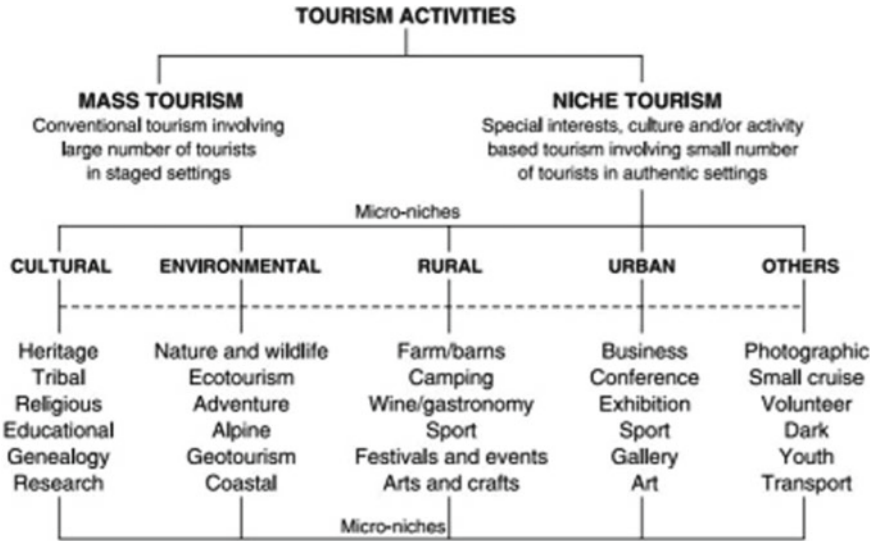 TOURISM ACTIVITIES
MASS TOURISM
Conventional tourism involving
large number of tourists
in staged settings
NICHE TOURISM
Special interests, culture and/or activity
based tourism involving small number
of tourists in authentic settings
Micro-niches
CULTURAL
ENVIRONMENTAL
RURAL
URBAN
OTHERS
Heritage
Tribal
Religious
Educational
Genealogy
Research
Nature and wildlife
Ecotourism
Adventure
Alpine
Geotourism
Coastal
Farm/barns
Camping
Wine/gastronomy
Sport
Festivals and events
Arts and crafts
Business
Conference
Exhibition
Sport
Gallery
Art
Photographic
Small cruise
Volunteer
Dark
Youth
Transport
Micro-niches